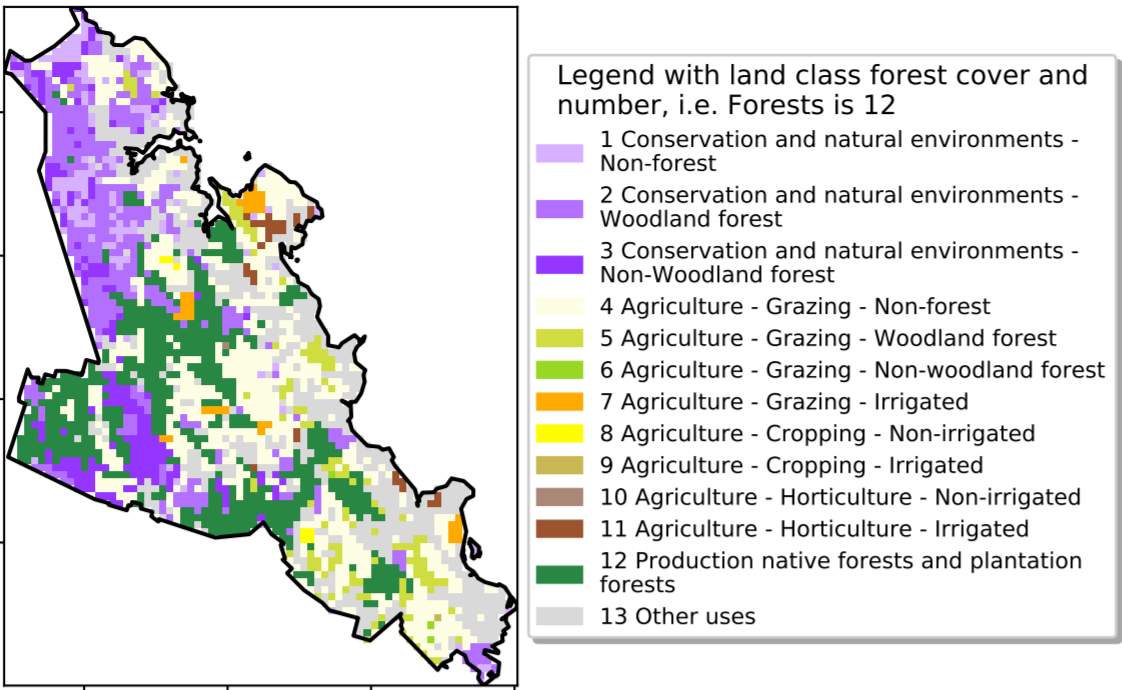 Legend with land class forest cover and
number, i.e. Forests is 12
1 Conservation and natural environments -
Non-forest
2 Conservation and natural environments -
Woodland forest
3 Conservation and natural environments -
Non-Woodland forest
4 Agriculture - Grazing - Non-forest
5 Agriculture - Grazing - Woodland forest
6 Agriculture - Grazing - Non-woodland forest
7 Agriculture - Grazing - Irrigated
8 Agriculture - Cropping - Non-irrigated
9 Agriculture - Cropping - Irrigated
10 Agriculture - Horticulture - Non-irrigated
11 Agriculture - Horticulture - Irrigated
12 Production native forests and plantation
forests
13 Other uses